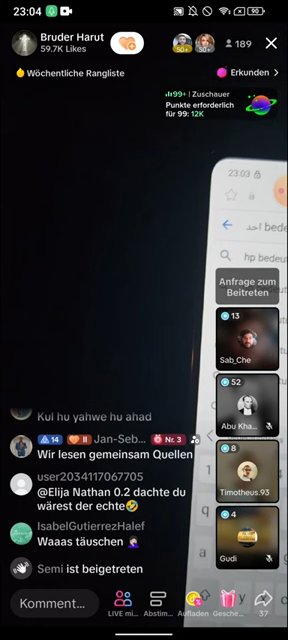 23:04
90
Bruder Harut
59.7K Likes
50+
50+
189
Wöchentliche Rangliste
Erkunden >
99+ | Zuschauer
Punkte erforderlich
für 99: 12K
23:03
احد bede
hp bedeu
Anfrage zum
Beitreten
13
Sab_Che
52
Abu Kha...
8
Timotheus.93
4
Gudi
Kul hu yahwe hu ahad
14 II Jan-Seb... Nr. 3
Wir lesen gemeinsam Quellen
user2034117067705
@Elija Nathan 0.2 dachte du
wärest der echte🤣
IsabelGutierrezHalef
Waaas täuschen 🤦🏻‍♀️
Semi ist beigetreten
Komment...
LIVE mi...
Abstim...
Aufladen
Gesche...
37